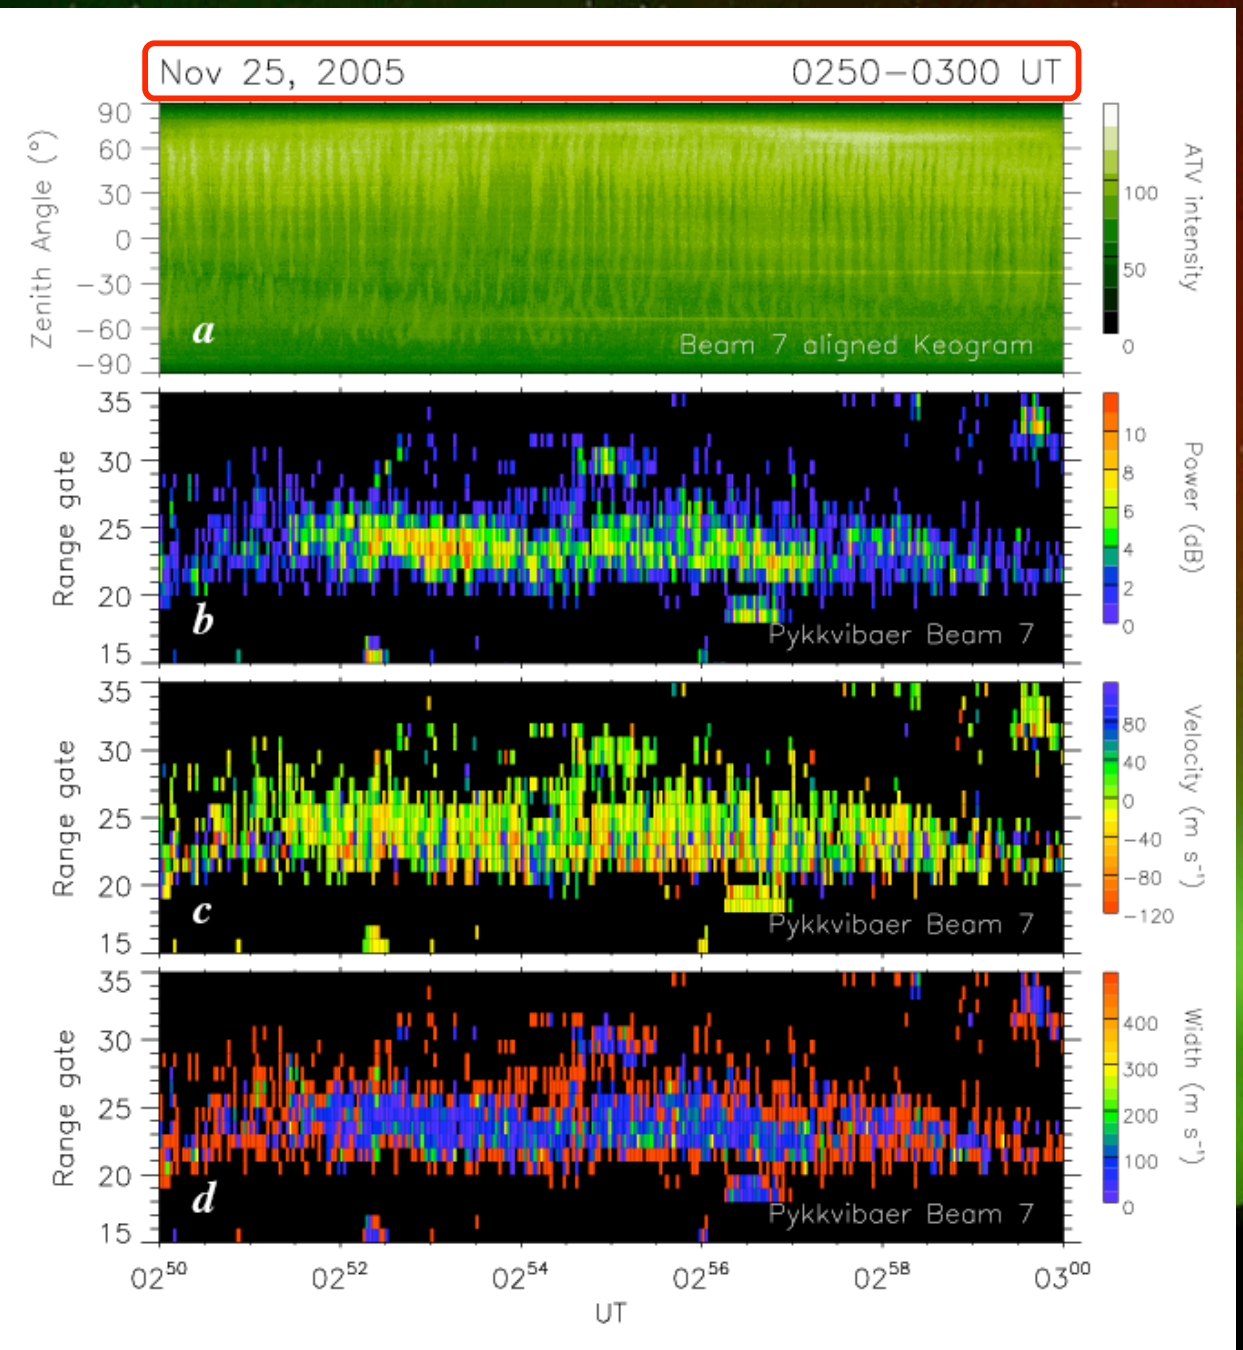 Nov 25, 2005 0250-0300 UT
90
60
30
0
-30
-60
-90
Zenith Angle (°)
a
Beam 7 aligned Keogram
100
50
0
ATV intensity
35
30
25
20
15
Range gate
b
Pykkvibaer Beam 7
10
8
6
4
2
0
Power (dB)
35
30
25
20
15
Range gate
c
Pykkvibaer Beam 7
80
40
0
-40
-80
-120
Velocity (m s⁻¹)
35
30
25
20
15
Range gate
d
Pykkvibaer Beam 7
400
300
200
100
0
Width (m s⁻¹)
02⁵⁰ 02⁵² 02⁵⁴ 02⁵⁶ 02⁵⁸ 03⁰⁰
UT